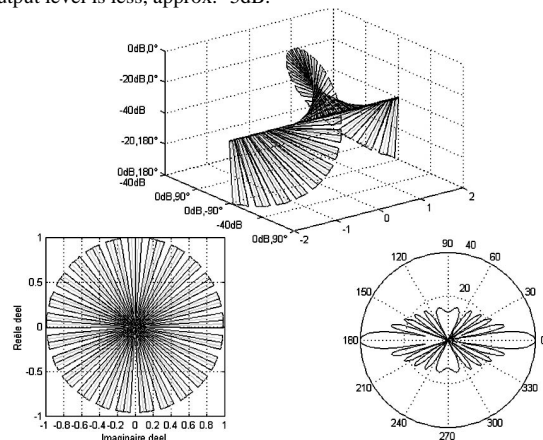 utput level is less, approx. -3dB.
0dB,0°
-20dB,0°
-40dB
-20,180°
0dB,180°
-40dB
0dB,90°
0dB,-90°
-40dB
0dB,90°
-2
-1
0
1
2
1
0.5
0
-0.5
-1
Reële deel
-1 -0.8 -0.6 -0.4 -0.2 0 0.2 0.4 0.6 0.8 1
Imaginaire deel
90
40
120
60
150
20
30
180
0
210
330
240
300
270